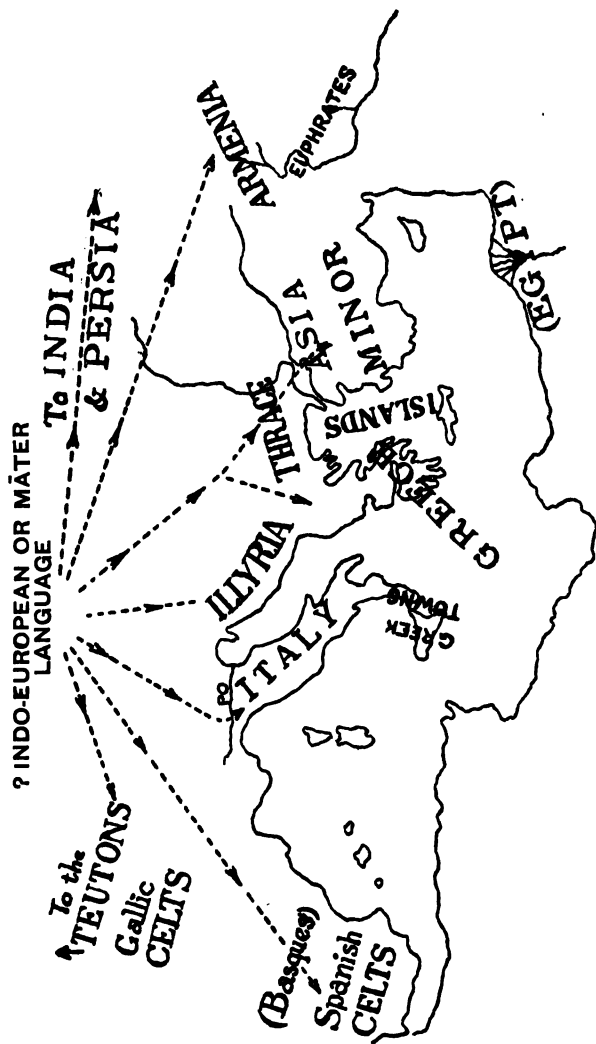 ? INDO-EUROPEAN OR MĀTER
LANGUAGE
To the
TEUTONS
Gallic
CELTS
(Basques)
Spanish
CELTS
PO
ITALY
GREEK
TOWNS
ILLYRIA
THRACE
GREECE
ISLANDS
ASIA
MINOR
To INDIA
& PERSIA
ARMENIA
EUPHRATES
(EGYPT)